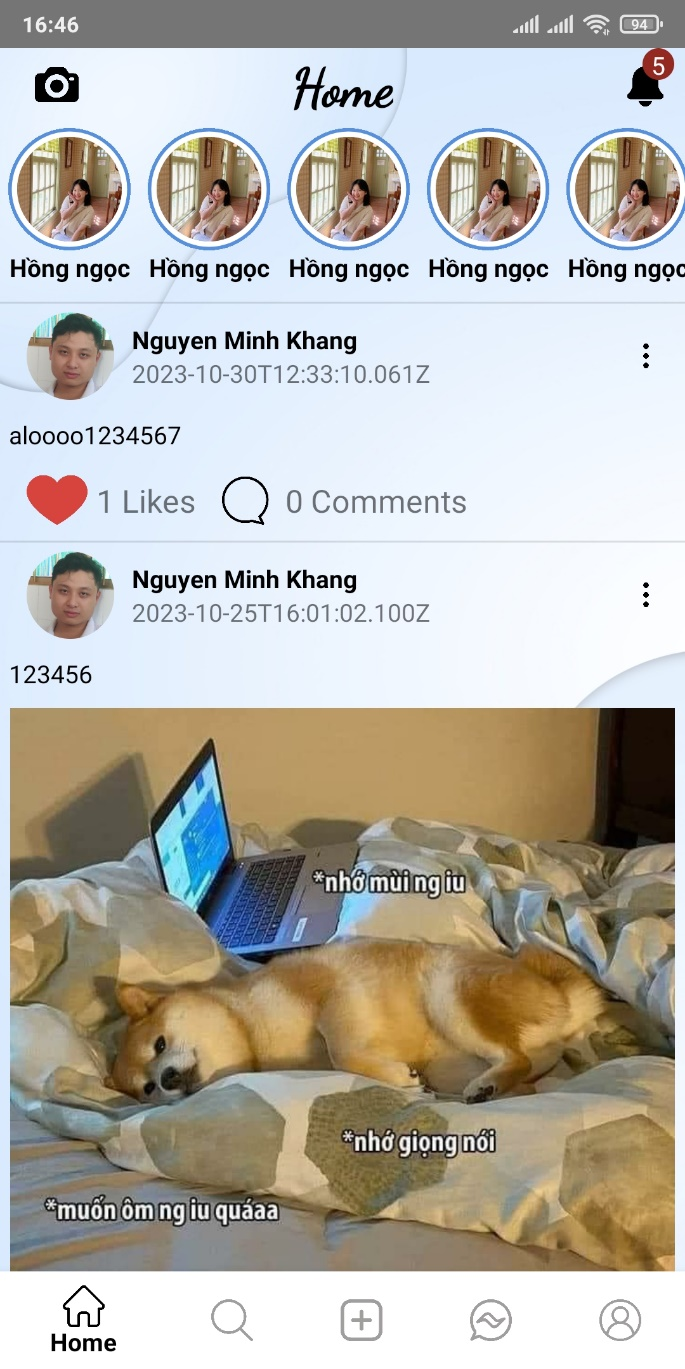 16:46
94
Home
5
Hồng ngọc Hồng ngọc Hồng ngọc Hồng ngọc Hồng ngọc
Nguyen Minh Khang
2023-10-30T12:33:10.061Z
aloooo1234567
1 Likes 0 Comments
Nguyen Minh Khang
2023-10-25T16:01:02.100Z
123456
*nhớ mùi ng iu
*nhớ giọng nói
*muốn ôm ng iu quáaa
Home